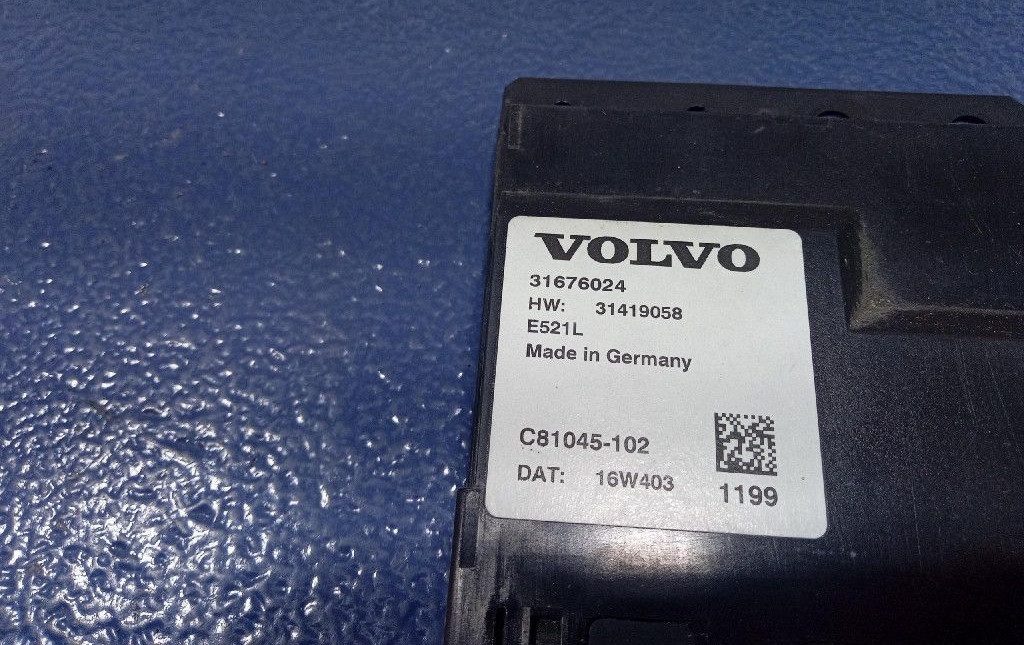 VOLVO
31676024
HW: 31419058
E521L
Made in Germany
C81045-102
DAT: 16W403
1199